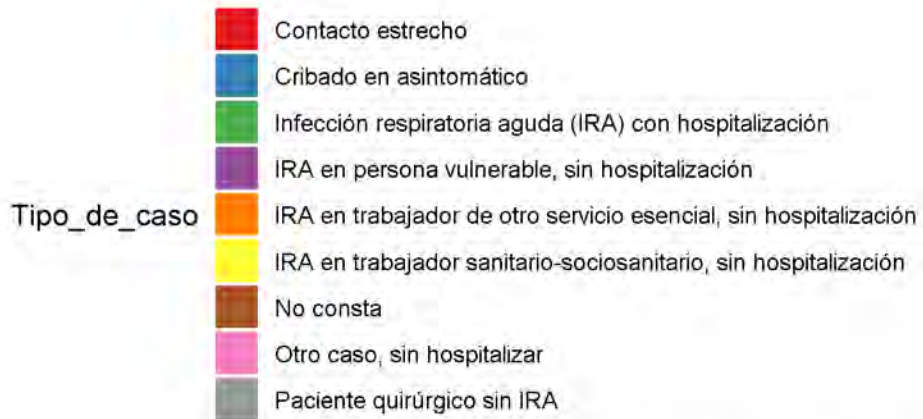 Contacto estrecho
Cribado en asintomático
Infección respiratoria aguda (IRA) con hospitalización
IRA en persona vulnerable, sin hospitalización
Tipo_de_caso
IRA en trabajador de otro servicio esencial, sin hospitalización
IRA en trabajador sanitario-sociosanitario, sin hospitalización
No consta
Otro caso, sin hospitalizar
Paciente quirúrgico sin IRA